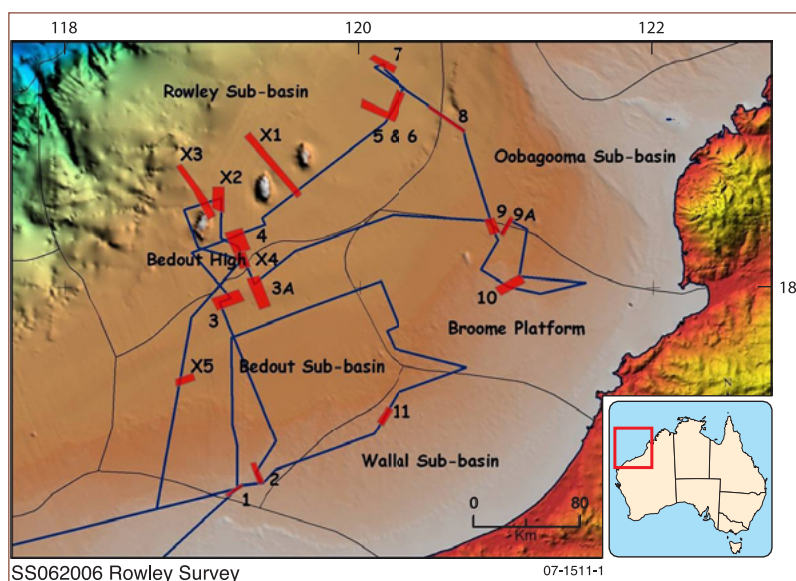 118
120
122
7
Rowley Sub-basin
8
5 & 6
X1
X3
X2
Oobagooma Sub-basin
9
9A
4
Bedout High
X4
3A
3
10
18
Broome Platform
X5
Bedout Sub-basin
11
Wallal Sub-basin
2
1
N
0
80
Km
SS062006 Rowley Survey
07-1511-1